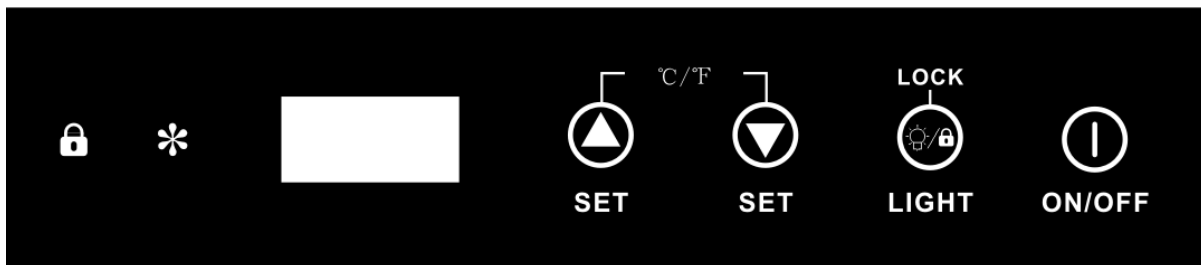 ℃/℉
LOCK
SET
SET
LIGHT
ON/OFF